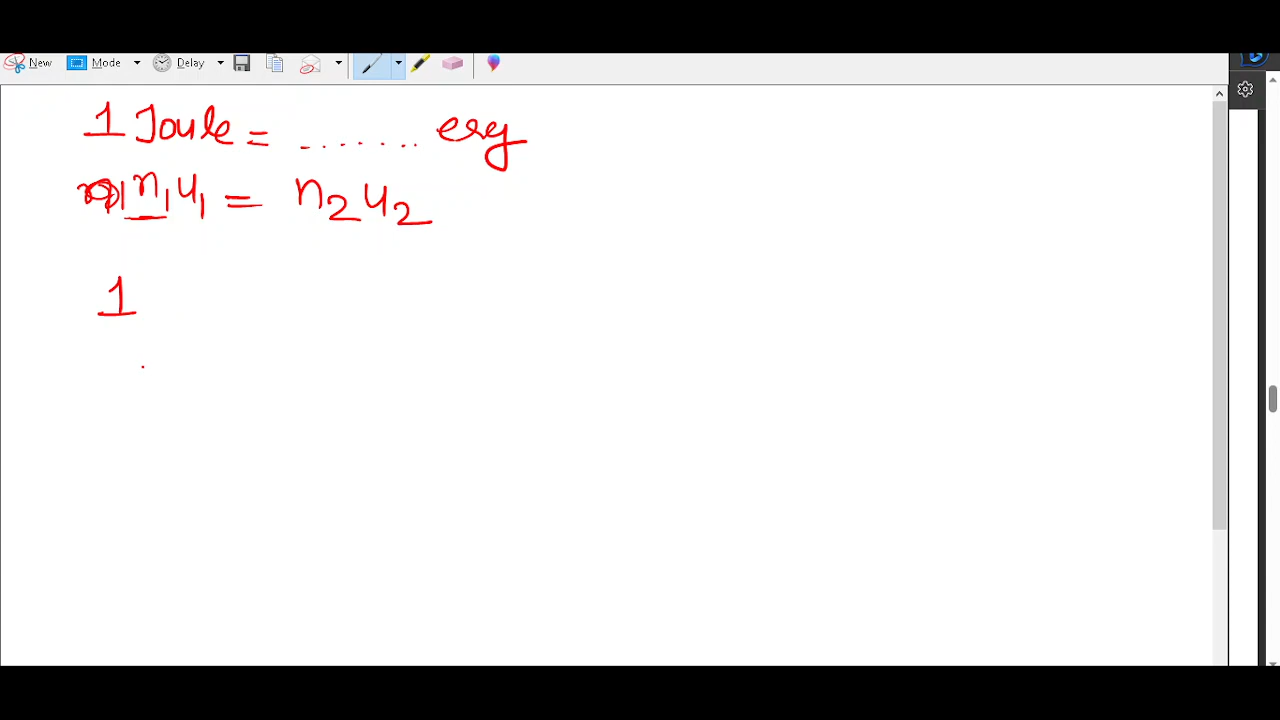 New Mode Delay
1 Joule = ....... erg
n₁u₁ = n₂u₂
1